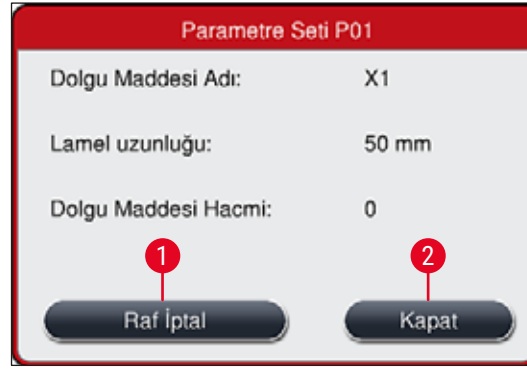 Parametre Seti P01
Dolgu Maddesi Adı: X1
Lamel uzunluğu: 50 mm
Dolgu Maddesi Hacmi: 0
1 2
Raf İptal Kapat